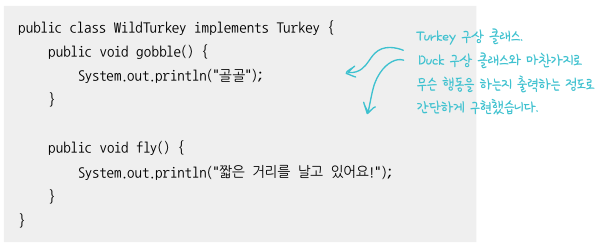 public class WildTurkey implements Turkey {
    public void gobble() {
        System.out.println("골골");
    }

    public void fly() {
        System.out.println("짧은 거리를 날고 있어요!");
    }
}
Turkey 구상 클래스.
Duck 구상 클래스와 마찬가지로
무슨 행동을 하는지 출력하는 정도로
간단하게 구현했습니다.